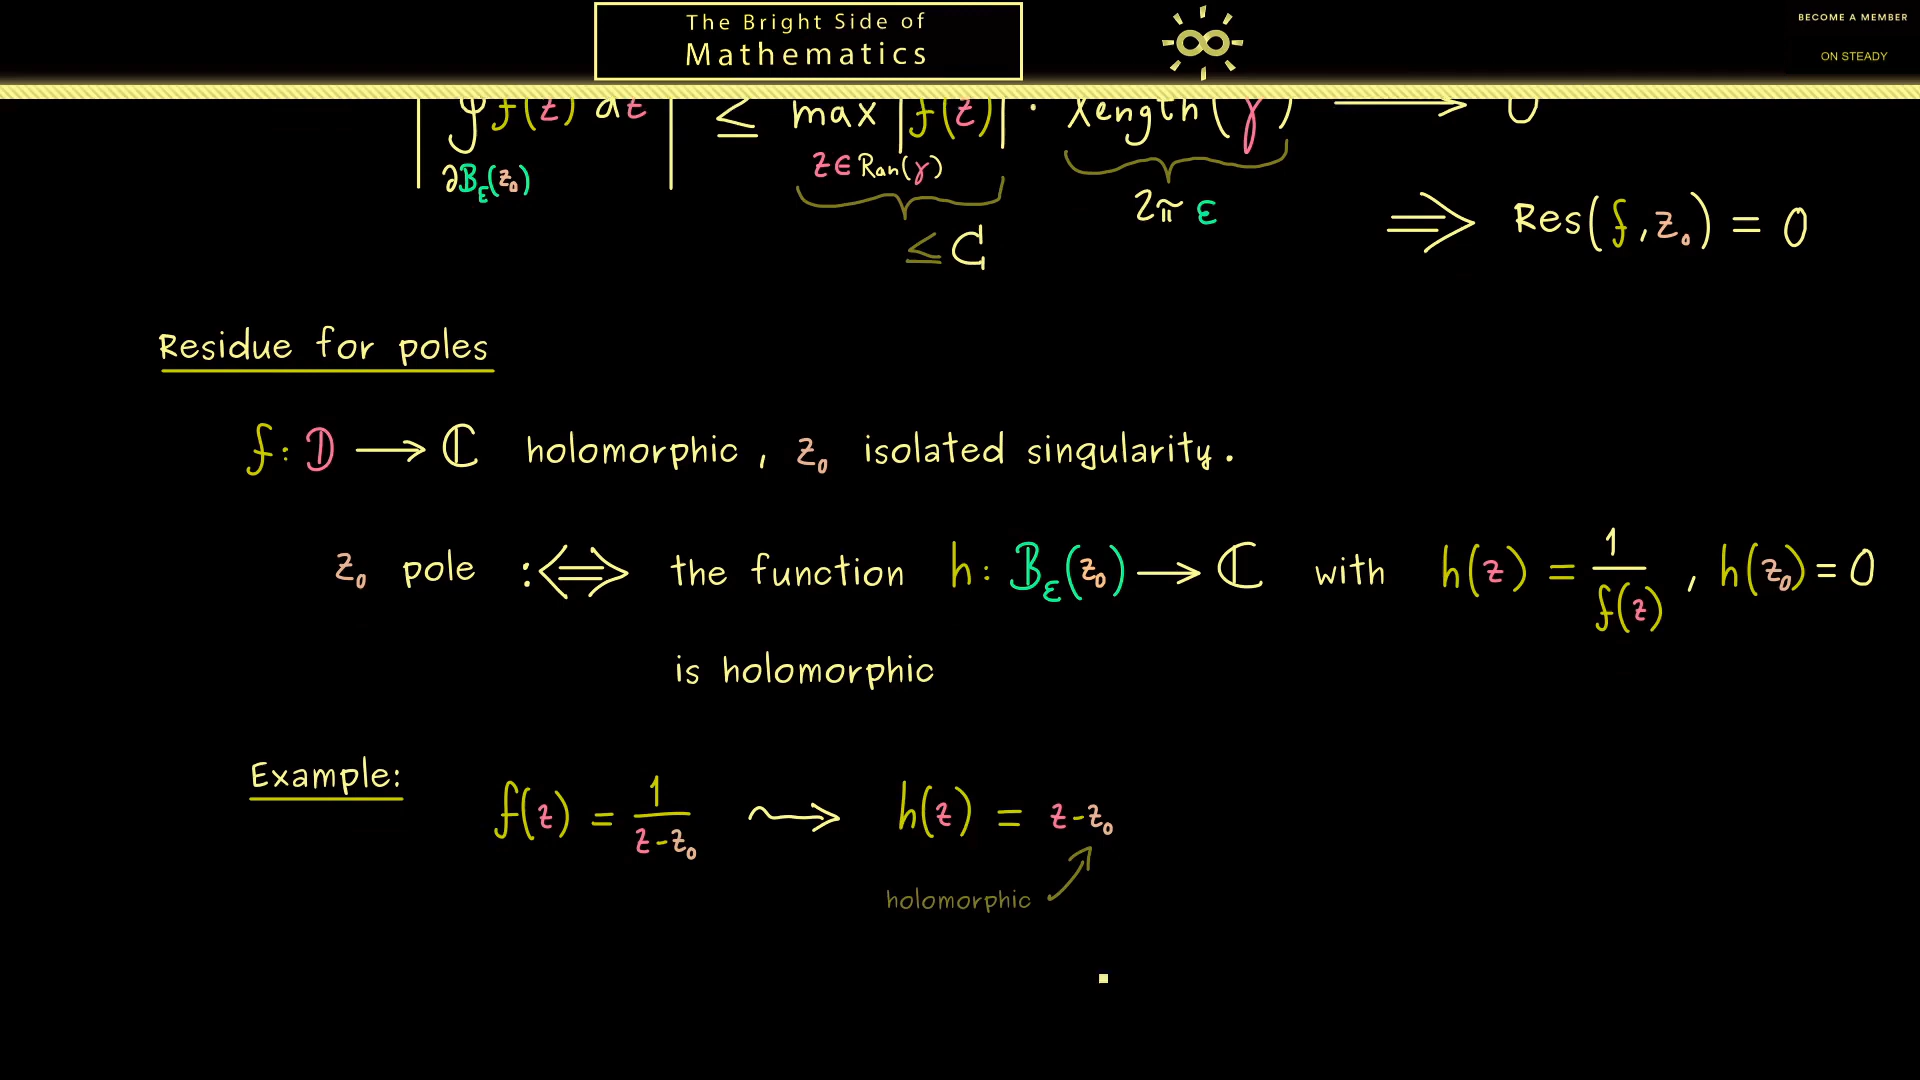 The Bright Side of
Mathematics
BECOME A MEMBER
ON STEADY
| ∮ f(z) dz | ≤ max |f(z)| · length(γ) ⟶ 0
∂Bε(z₀) z∈Ran(γ)
≤ C 2π ε
⟹ Res(f, z₀) = 0
Residue for poles
f: D ⟶ ℂ holomorphic, z₀ isolated singularity.
z₀ pole :⟺ the function h: Bε(z₀) ⟶ ℂ with h(z) = 1/f(z), h(z₀) = 0
is holomorphic
Example: f(z) = 1/(z-z₀) ⇝ h(z) = z-z₀
holomorphic